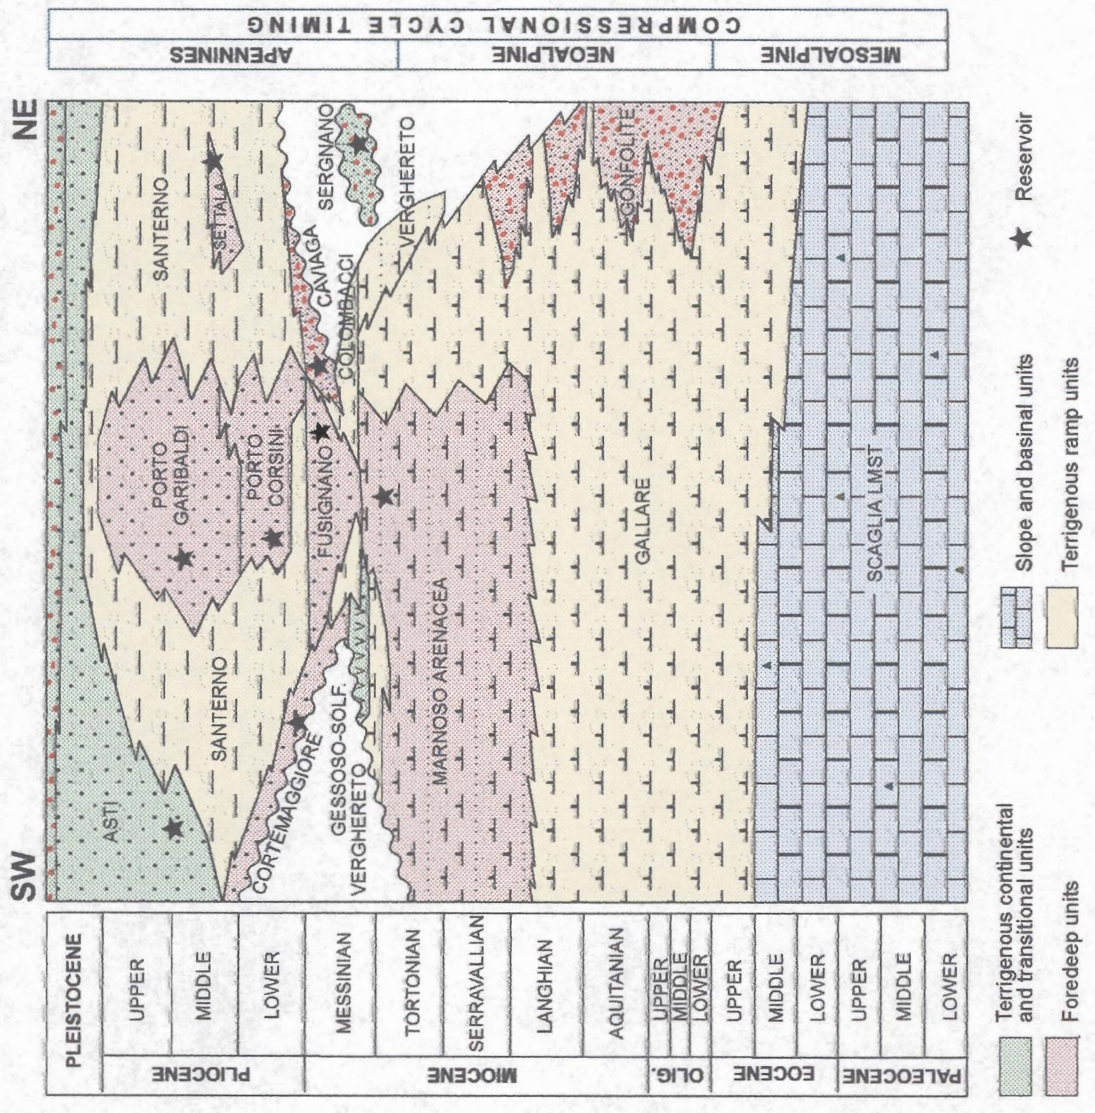 SW
NE
PLEISTOCENE
PLIOCENE
UPPER
MIDDLE
LOWER
MIOCENE
MESSINIAN
TORTONIAN
SERRAVALLIAN
LANGHIAN
AQUITANIAN
OLIG.
UPPER
MIDDLE
LOWER
EOCENE
UPPER
MIDDLE
LOWER
PALEOCENE
UPPER
MIDDLE
LOWER
ASTI
SANTERNO
PORTO
GARIBALDI
SANTERNO
SETTALA
PORTO
CORSINI
CORTEMAGGIORE
FUSIGNANO
CAVIAGA
SERGNANO
COLOMBACCI
GESSOSO-SOLF.
VERGHERETO
VERGHERETO
MARNOSO ARENACEA
GONFOLITE
GALLARE
SCAGLIA LMST
APENNINES
NEOALPINE
MESOALPINE
COMPRESSIONAL CYCLE TIMING
Terrigenous continental
and transitional units
Foredeep units
Slope and basinal units
Terrigenous ramp units
Reservoir